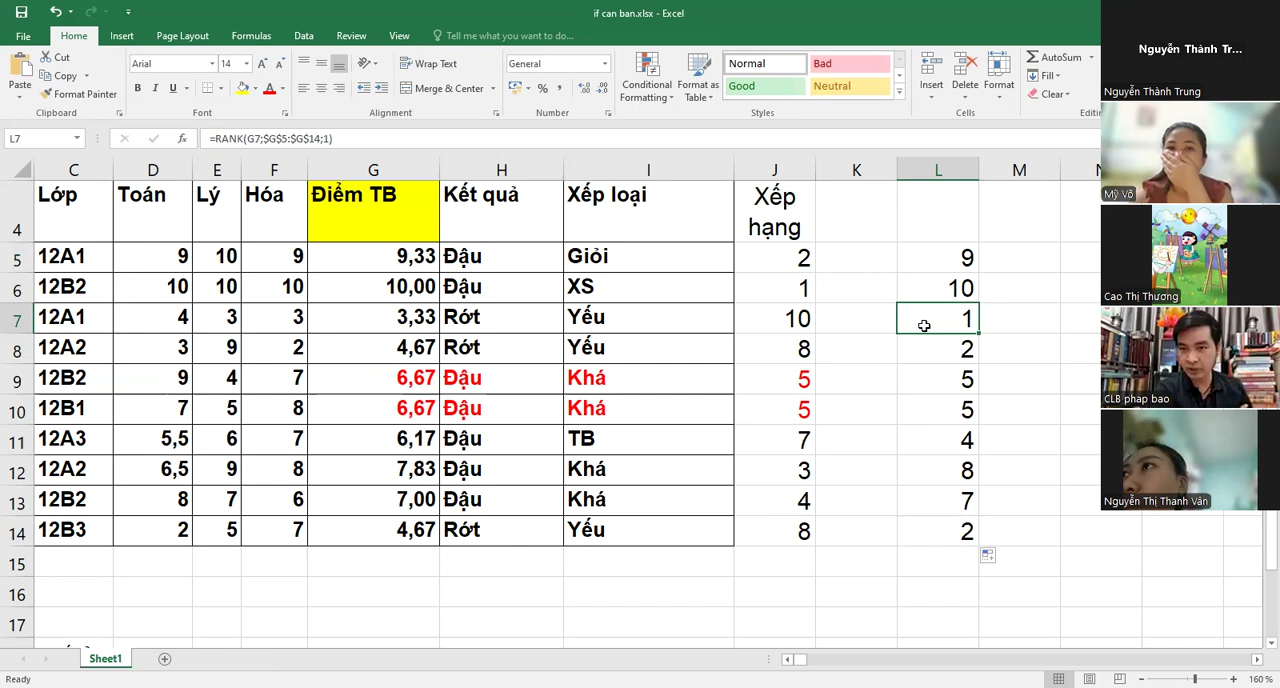 if can ban.xlsx - Excel
File Home Insert Page Layout Formulas Data Review View Tell me what you want to do...
Paste Cut Copy Format Painter Clipboard
Arial 14 B I U Font
Wrap Text Merge & Center Alignment
General % , Number
Conditional Formatting Format as Table Normal Bad Good Neutral Styles
Insert Delete Format Cells
AutoSum Fill Clear
L7 fx =RANK(G7;$G$5:$G$14;1)
C D E F G H I J K L M
4 Lớp Toán Lý Hóa Điểm TB Kết quả Xếp loại Xếp hạng
5 12A1 9 10 9 9,33 Đậu Giỏi 2 9
6 12B2 10 10 10 10,00 Đậu XS 1 10
7 12A1 4 3 3 3,33 Rớt Yếu 10 1
8 12A2 3 9 2 4,67 Rớt Yếu 8 2
9 12B2 9 4 7 6,67 Đậu Khá 5 5
10 12B1 7 5 8 6,67 Đậu Khá 5 5
11 12A3 5,5 6 7 6,17 Đậu TB 7 4
12 12A2 6,5 9 8 7,83 Đậu Khá 3 8
13 12B2 8 7 6 7,00 Đậu Khá 4 7
14 12B3 2 5 7 4,67 Rớt Yếu 8 2
15
16
17
Sheet1
Ready 160 %
Nguyễn Thành Tr...
Nguyễn Thành Trung
Mỹ Võ
Cao Thị Thương
CLB phap bao
Nguyễn Thị Thanh Vân